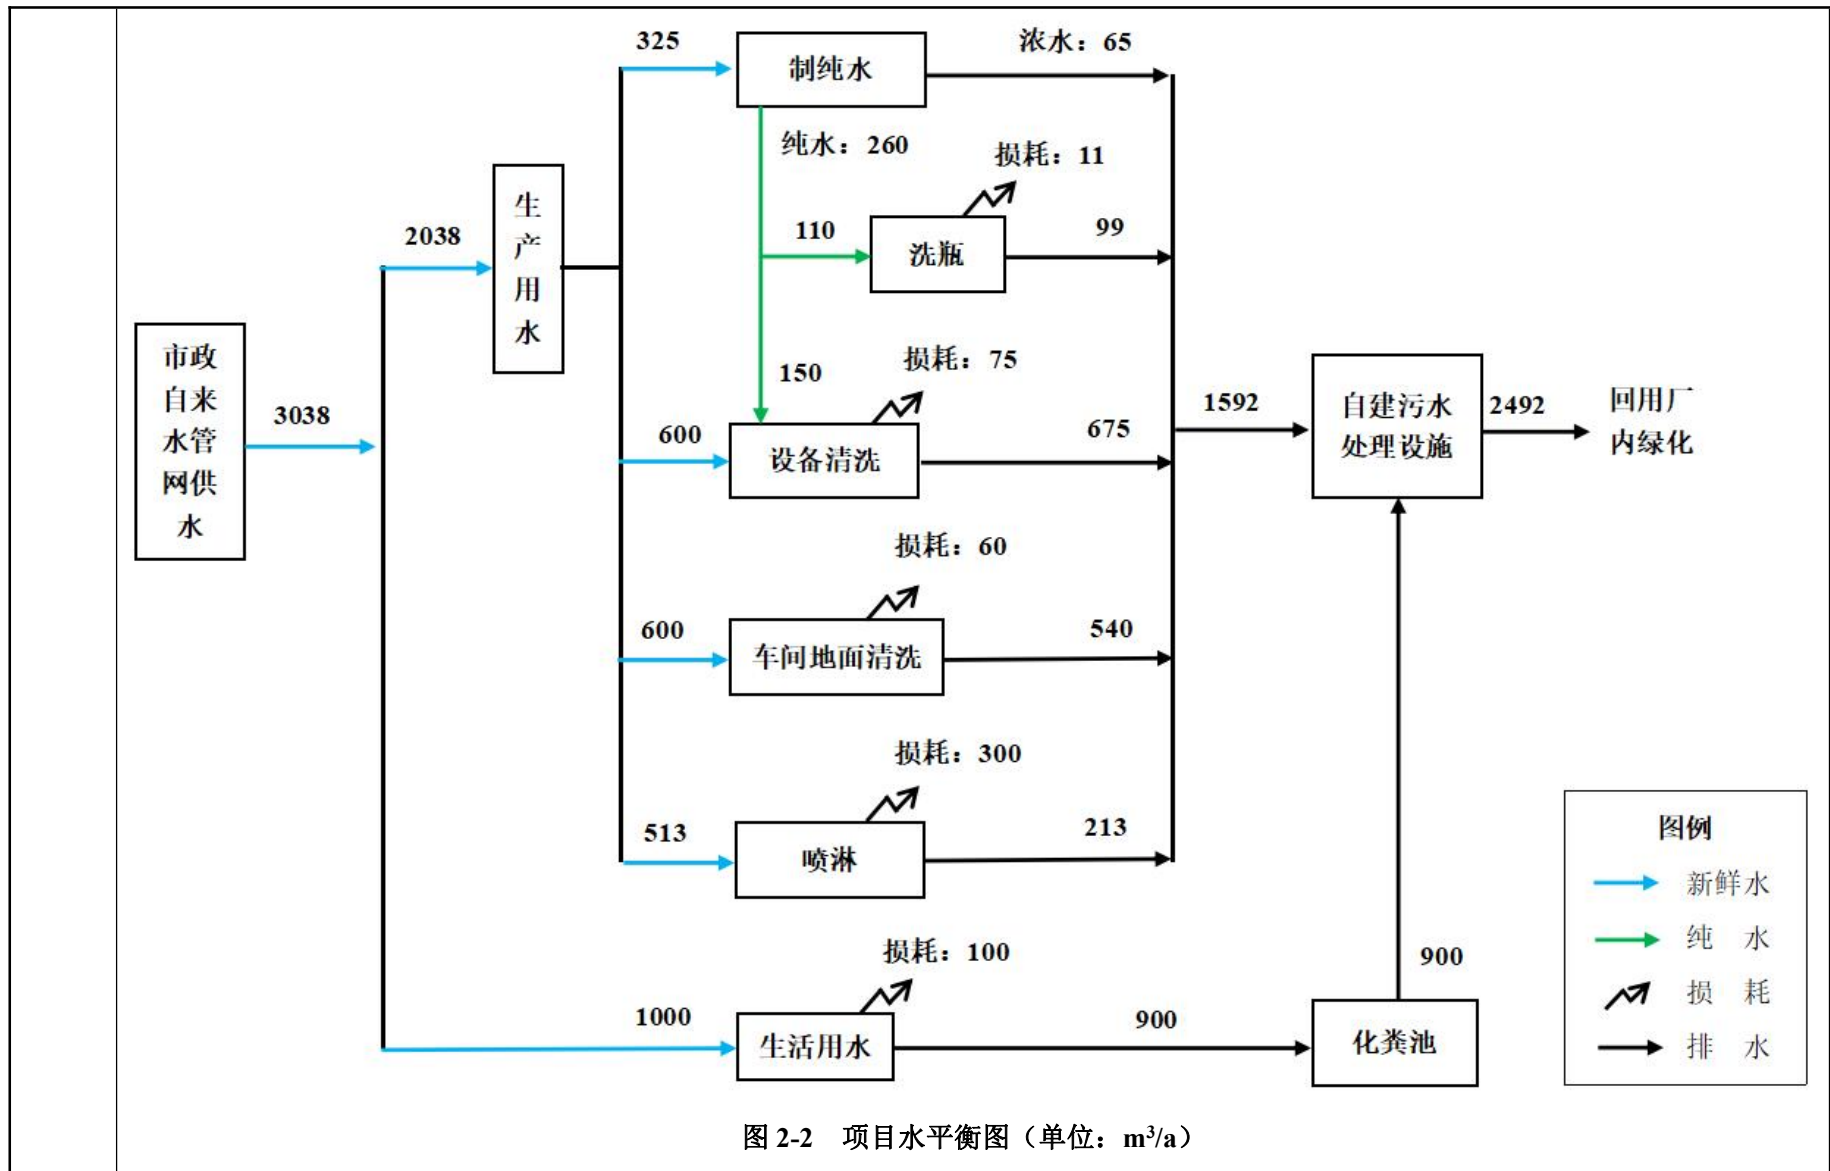 325
制纯水
浓水：65
纯水：260
损耗：11
110
洗瓶
99
2038
生
产
用
水
市政
自来
水管
网供
水
3038
150
损耗：75
600
设备清洗
675
1592
自建污水
处理设施
2492
回用厂
内绿化
损耗：60
600
车间地面清洗
540
损耗：300
513
喷淋
213
损耗：100
1000
生活用水
900
化粪池
900
图例
新鲜水
纯 水
损 耗
排 水
图 2-2 项目水平衡图（单位：m³/a）